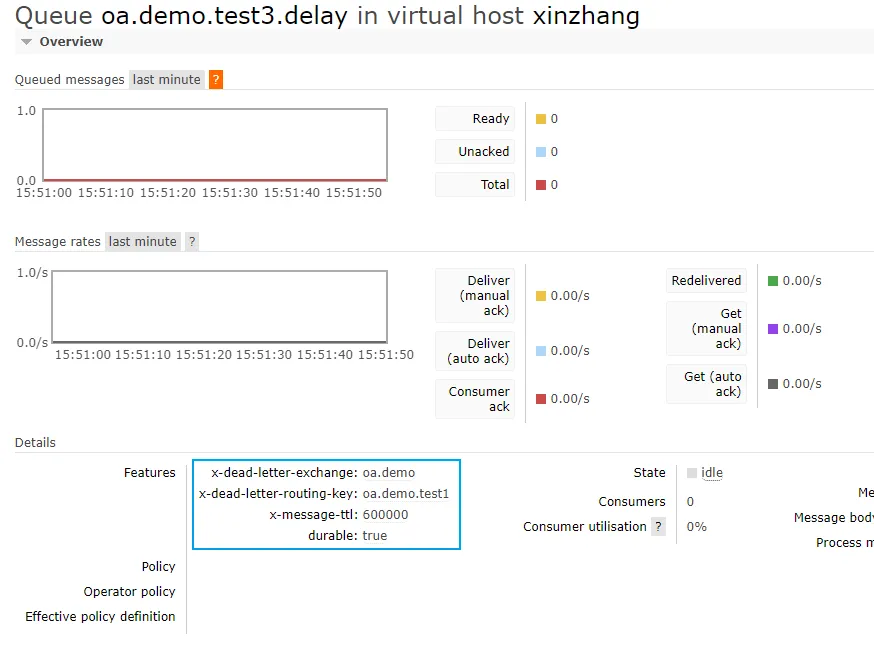 Queue oa.demo.test3.delay in virtual host xinzhang
Overview
Queued messages last minute ?
1.0
0.0
15:51:00 15:51:10 15:51:20 15:51:30 15:51:40 15:51:50
Ready 0
Unacked 0
Total 0
Message rates last minute ?
1.0/s
0.0/s
15:51:00 15:51:10 15:51:20 15:51:30 15:51:40 15:51:50
Deliver
(manual
ack)
0.00/s
Deliver
(auto ack)
0.00/s
Consumer
ack
0.00/s
Redelivered 0.00/s
Get
(manual
ack)
0.00/s
Get (auto
ack)
0.00/s
Details
Features
x-dead-letter-exchange: oa.demo
x-dead-letter-routing-key: oa.demo.test1
x-message-ttl: 600000
durable: true
Policy
Operator policy
Effective policy definition
State idle
Consumers 0
Consumer utilisation ? 0%
Me
Message body
Process m